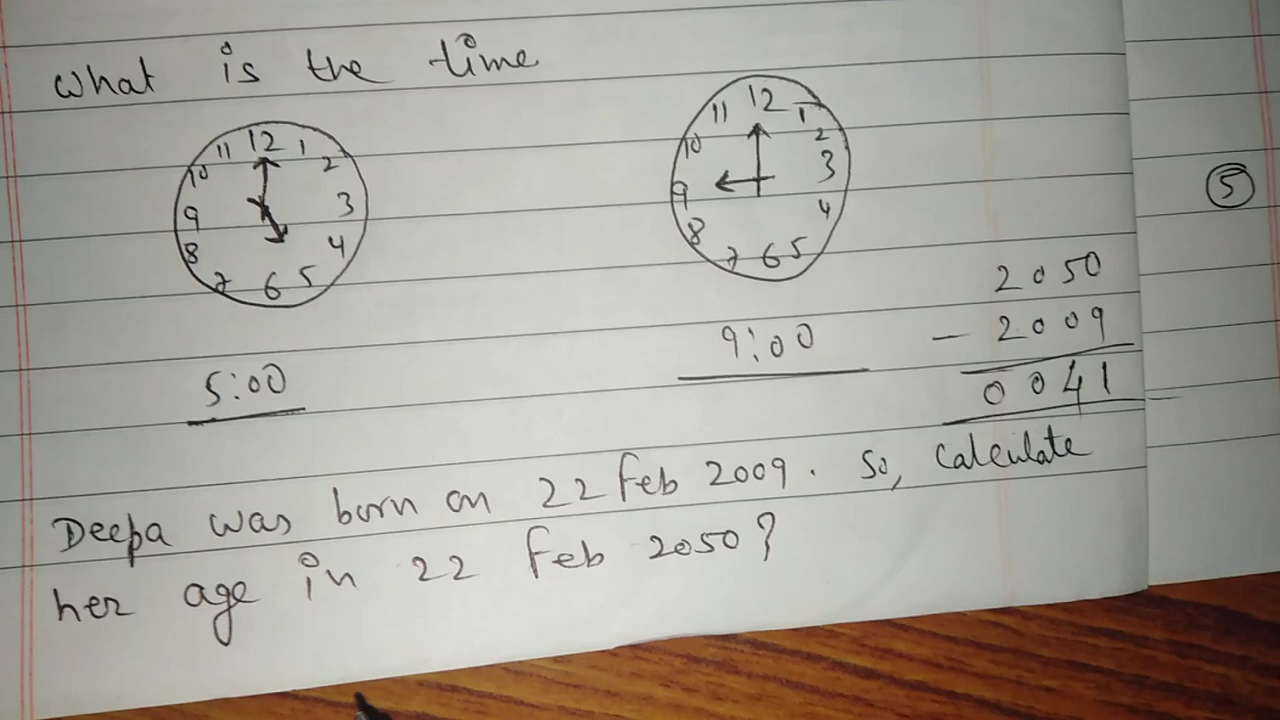 What is the time
11 12 1
10 2
9 3
8 4
7 6 5
11 12 1
10 2
9 3
8 4
7 6 5
5:00
9:00
5
2050
- 2009
0041
Deepa was born on 22 Feb 2009. So, calculate
her age in 22 Feb 2050?